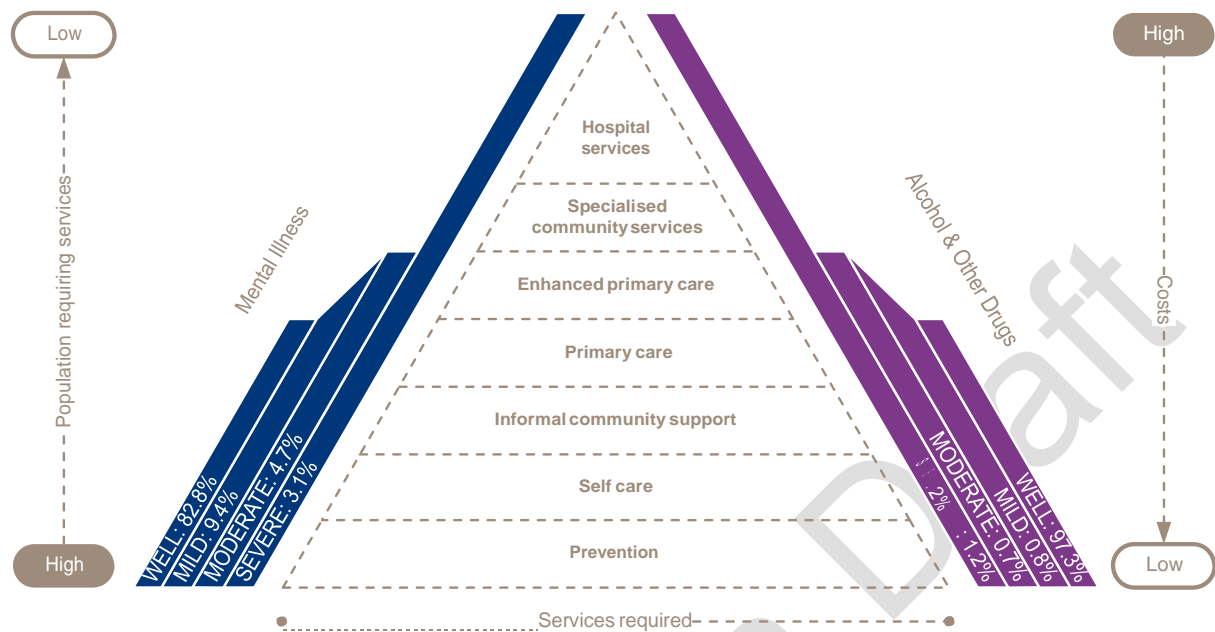 Low
High
Hospital
services
Specialised
community services
Enhanced primary care
Primary care
Informal community support
Self care
Prevention
Population requiring services
Mental Illness
Alcohol & Other Drugs
Costs
WELL: 82.8%
MILD: 9.4%
MODERATE: 4.7%
SEVERE: 3.1%
: 1.2%
MODERATE: 0.7%
MILD: 0.8%
WELL: 97.3%
High
Low
Services required
Draft